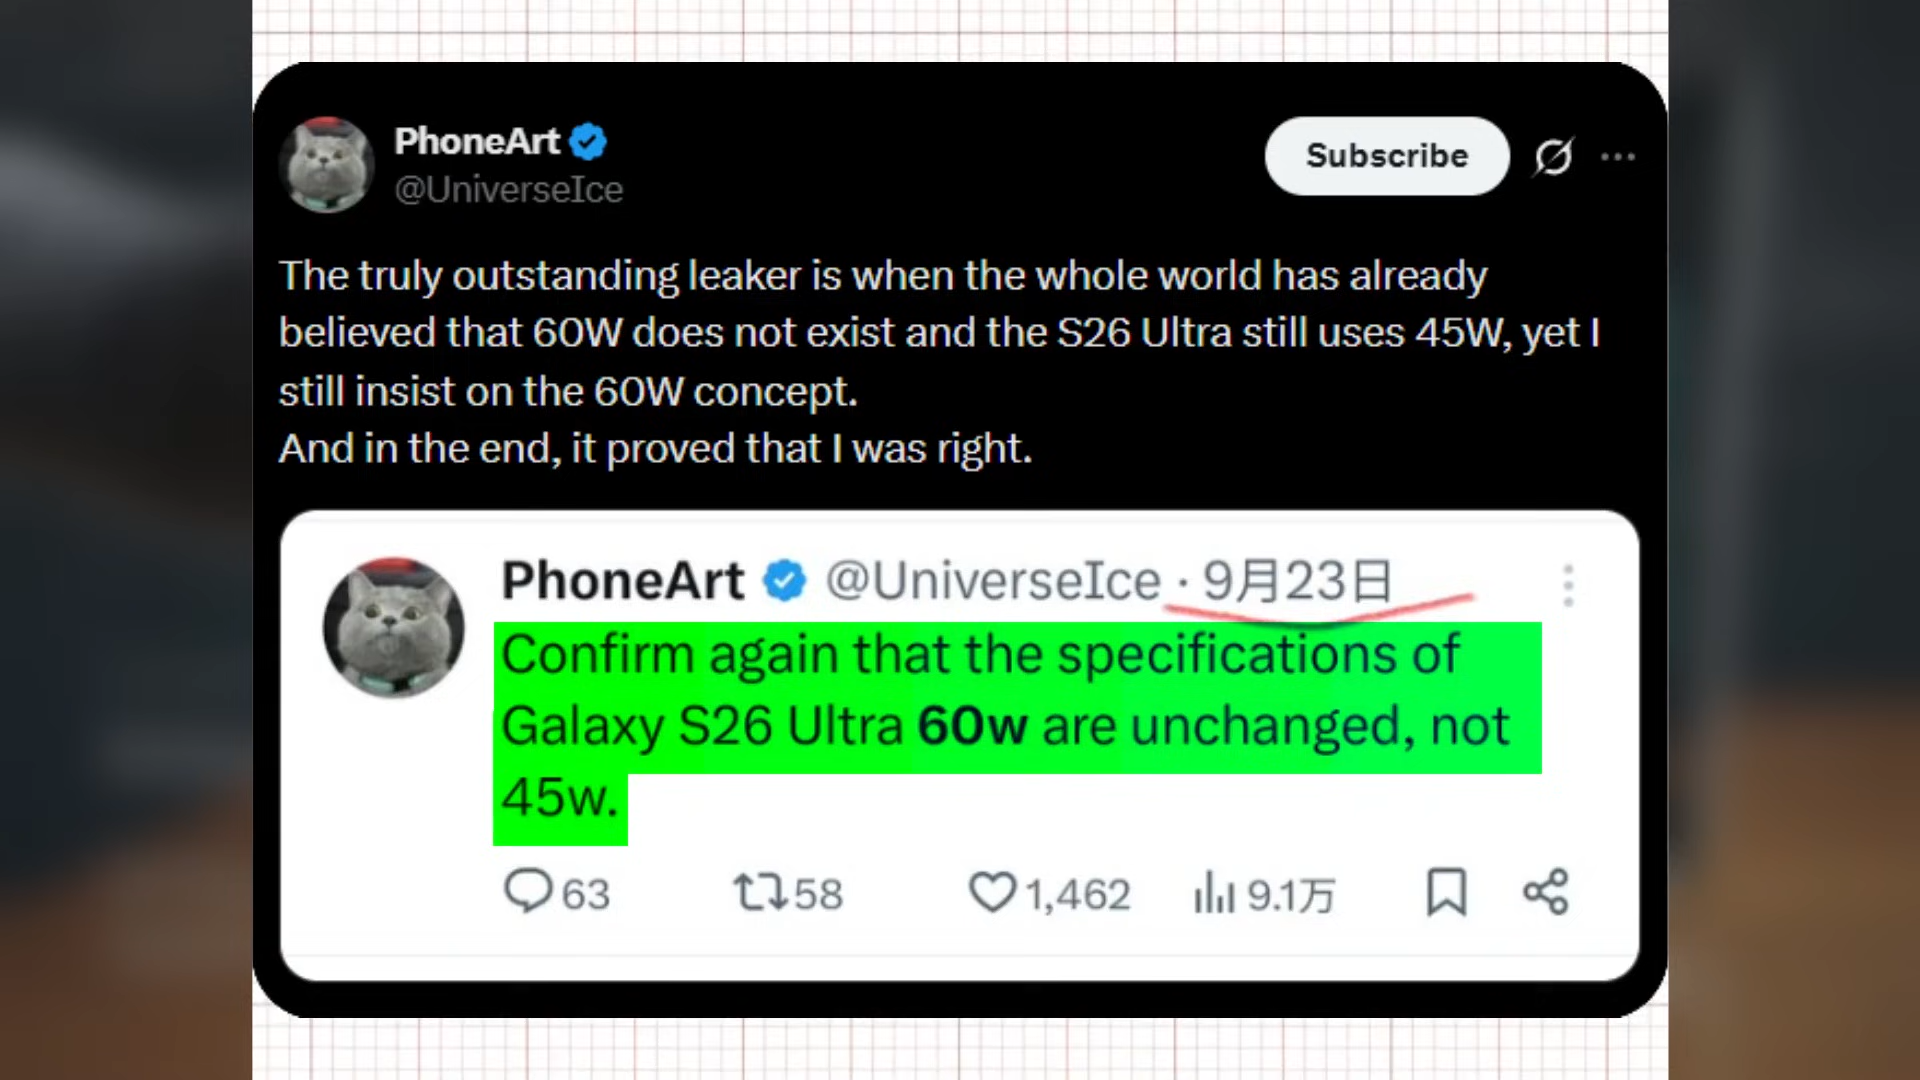 PhoneArt
@UniverseIce
Subscribe
The truly outstanding leaker is when the whole world has already
believed that 60W does not exist and the S26 Ultra still uses 45W, yet I
still insist on the 60W concept.
And in the end, it proved that I was right.
PhoneArt @UniverseIce · 9月23日
Confirm again that the specifications of
Galaxy S26 Ultra 60w are unchanged, not
45w.
63 58 1,462 9.1万